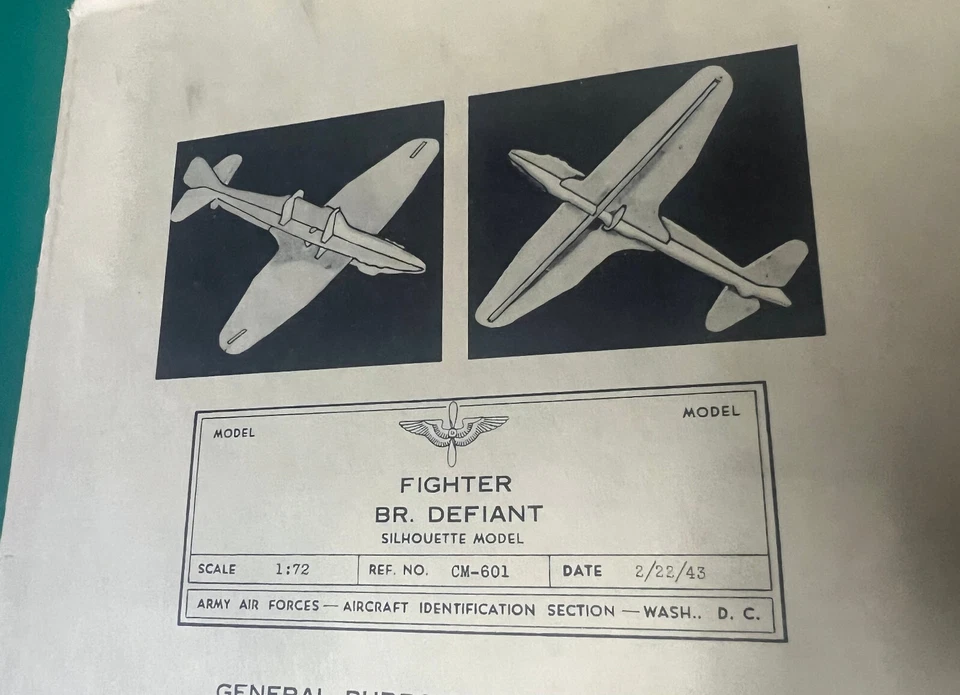 MODEL
MODEL
FIGHTER
BR. DEFIANT
SILHOUETTE MODEL
SCALE 1:72 REF. NO. CM-601 DATE 2/22/43
ARMY AIR FORCES — AIRCRAFT IDENTIFICATION SECTION — WASH.. D. C.
GENERAL